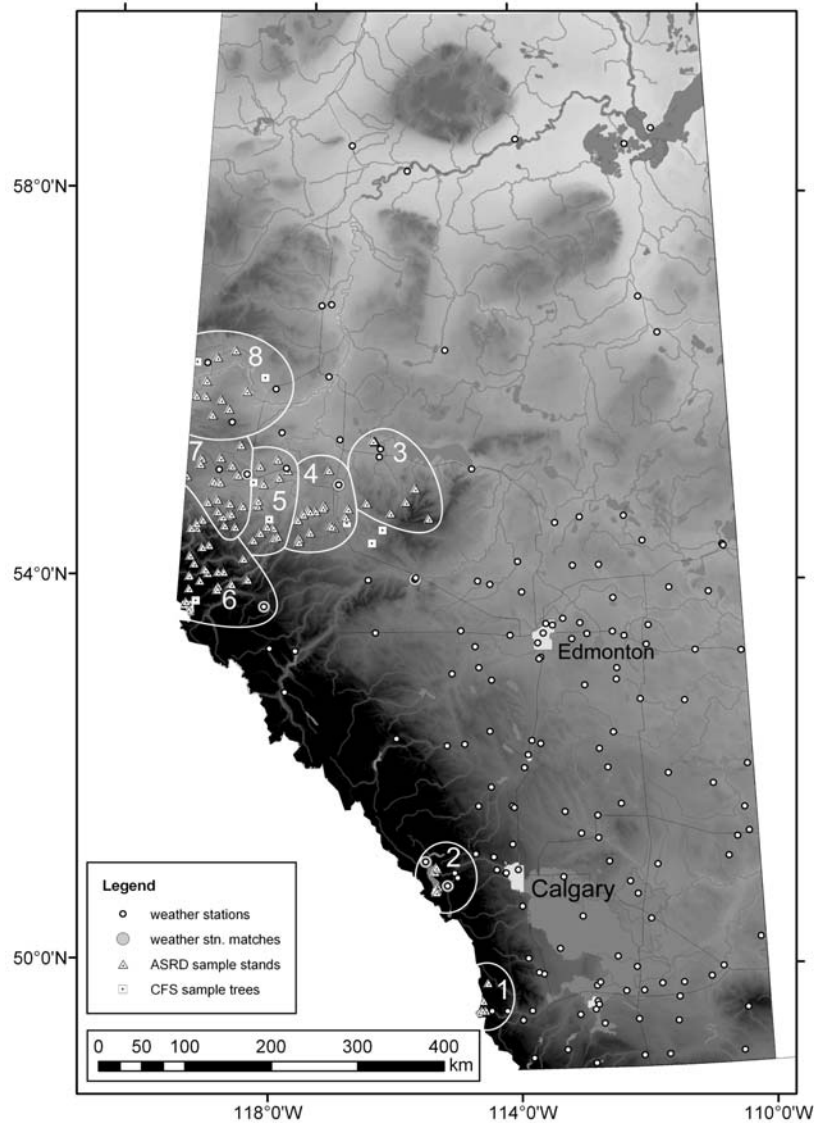 58°0'N
8
7
3
4
5
54°0'N
6
Edmonton
2
Calgary
Legend
weather stations
weather stn. matches
ASRD sample stands
CFS sample trees
50°0'N
1
0 50 100 200 300 400
km
118°0'W 114°0'W 110°0'W